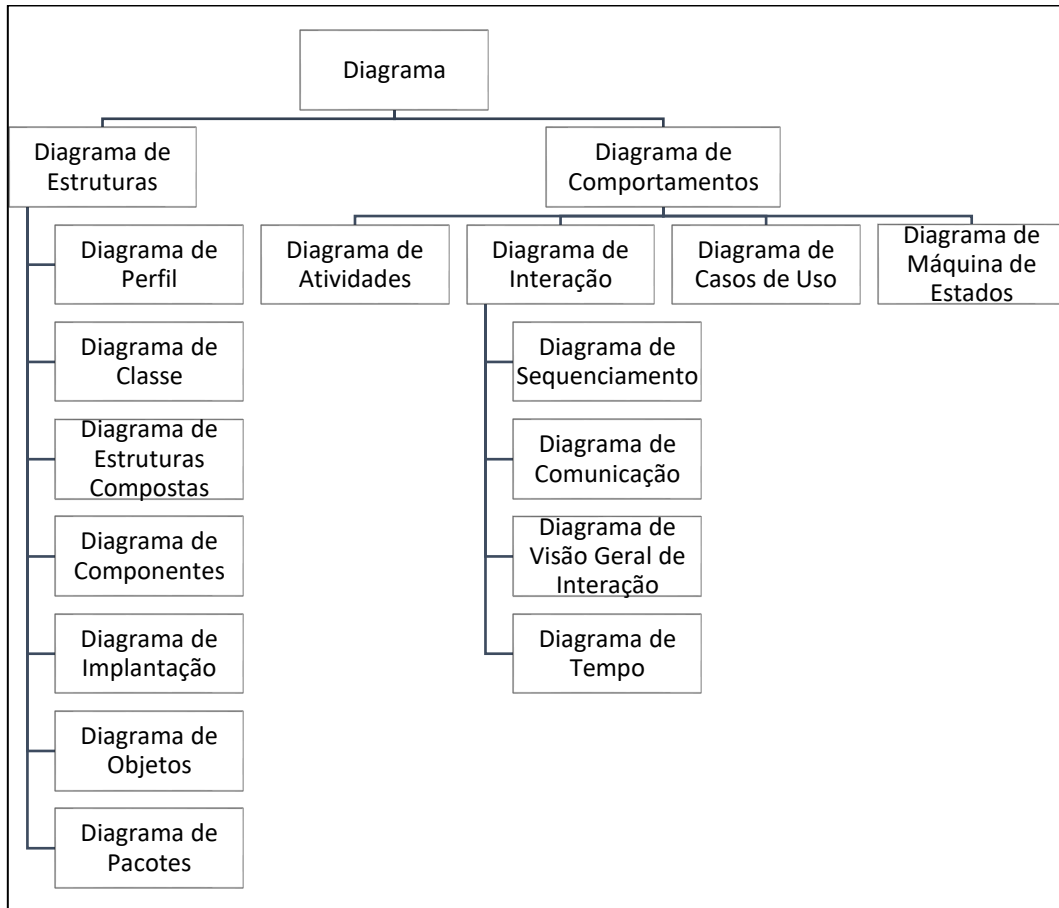 Diagrama
Diagrama de
Estruturas
Diagrama de
Comportamentos
Diagrama de
Perfil
Diagrama de
Classe
Diagrama de
Estruturas
Compostas
Diagrama de
Componentes
Diagrama de
Implantação
Diagrama de
Objetos
Diagrama de
Pacotes
Diagrama de
Atividades
Diagrama de
Interação
Diagrama de
Sequenciamento
Diagrama de
Comunicação
Diagrama de
Visão Geral de
Interação
Diagrama de
Tempo
Diagrama de
Casos de Uso
Diagrama de
Máquina de
Estados